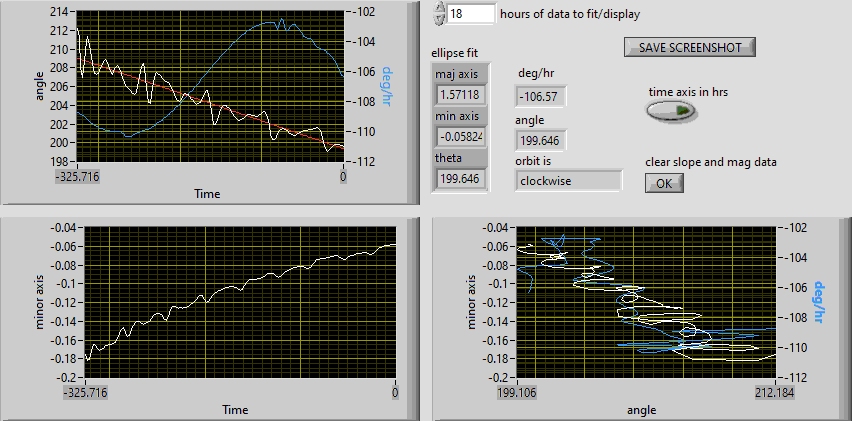 214
212
210
208
206
204
202
200
198
angle
-102
-104
-106
-108
-110
-112
deg/hr
-325.716
0
Time
18 hours of data to fit/display
SAVE SCREENSHOT
ellipse fit
maj axis
1.57118
min axis
-0.05824
theta
199.646
deg/hr
-106.57
angle
199.646
orbit is
clockwise
time axis in hrs
clear slope and mag data
OK
-0.04
-0.06
-0.08
-0.1
-0.12
-0.14
-0.16
-0.18
-0.2
minor axis
-325.716
0
Time
-0.04
-0.06
-0.08
-0.1
-0.12
-0.14
-0.16
-0.18
-0.2
minor axis
-102
-104
-106
-108
-110
-112
deg/hr
199.106
212.184
angle